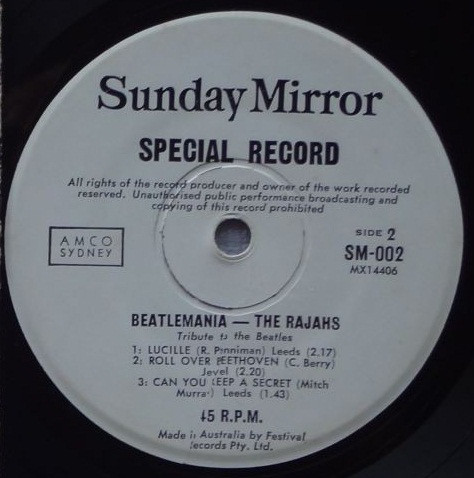 Sunday Mirror
SPECIAL RECORD
All rights of the record producer and owner of the work recorded
reserved. Unauthorised public performance broadcasting and
copying of this record prohibited
AMCO
SYDNEY
SIDE 2
SM-002
MX14406
BEATLEMANIA — THE RAJAHS
Tribute to the Beatles
1: LUCILLE (R. Pinniman) Leeds (2.17)
2: ROLL OVER BEETHOVEN (C. Berry)
Jewel (2.20)
3: CAN YOU KEEP A SECRET (Mitch
Murray) Leeds (1.43)
45 R.P.M.
Made in Australia by Festival
Records Pty. Ltd.